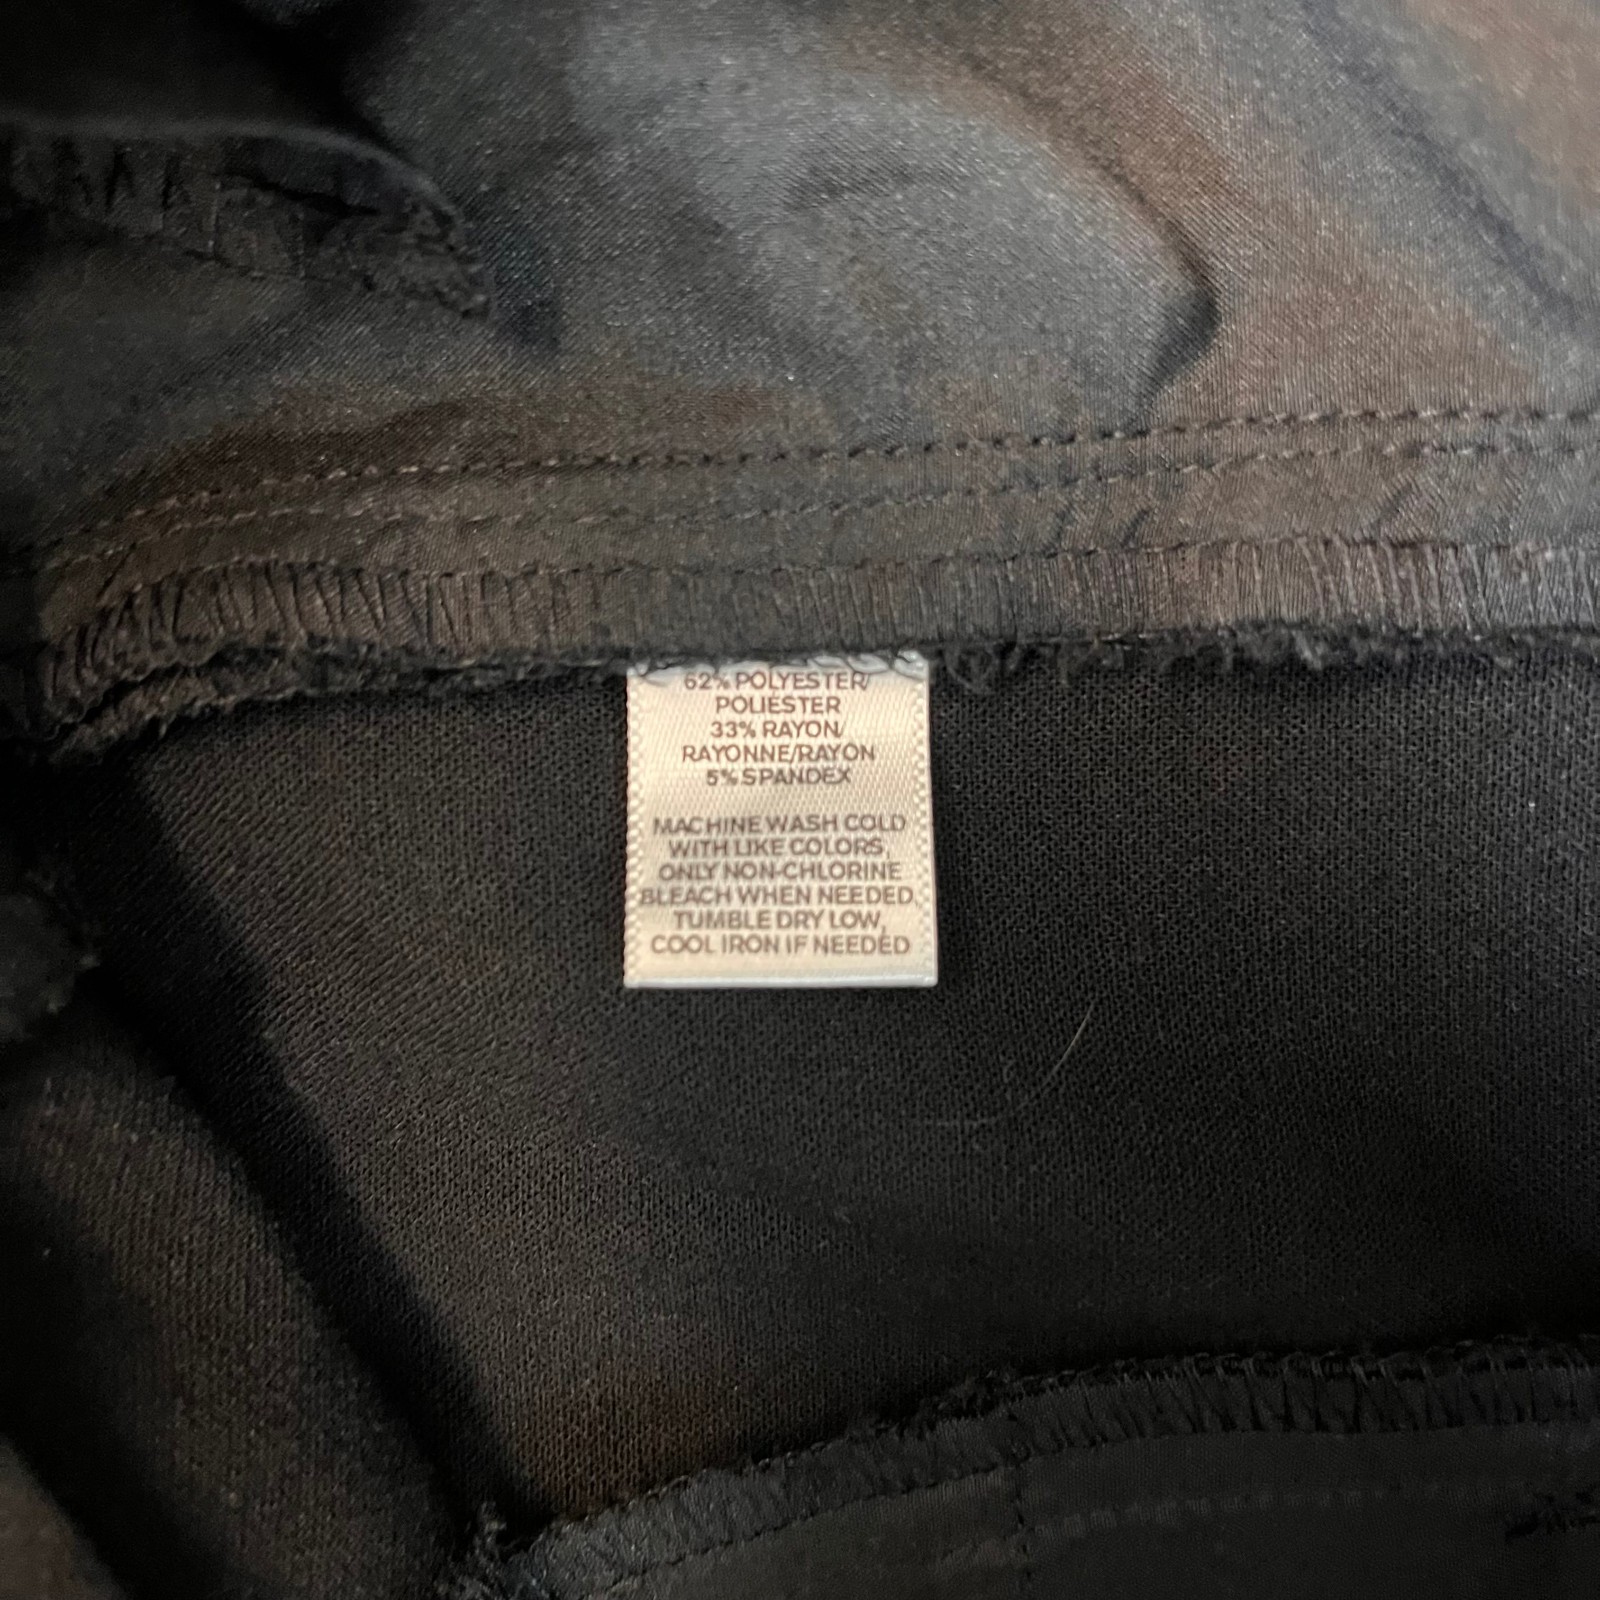 62% POLYESTER/
POLIESTER
33% RAYON/
RAYONNE/RAYON
5% SPANDEX
MACHINE WASH COLD
WITH LIKE COLORS,
ONLY NON-CHLORINE
BLEACH WHEN NEEDED,
TUMBLE DRY LOW,
COOL IRON IF NEEDED